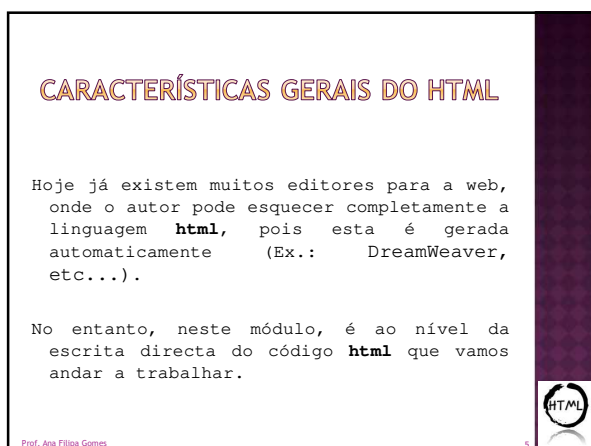 CARACTERÍSTICAS GERAIS DO HTML
Hoje já existem muitos editores para a web,
onde o autor pode esquecer completamente a
linguagem html, pois esta é gerada
automaticamente (Ex.: DreamWeaver,
etc...).
No entanto, neste módulo, é ao nível da
escrita directa do código html que vamos
andar a trabalhar.
HTML
Prof. Ana Filipa Gomes
5